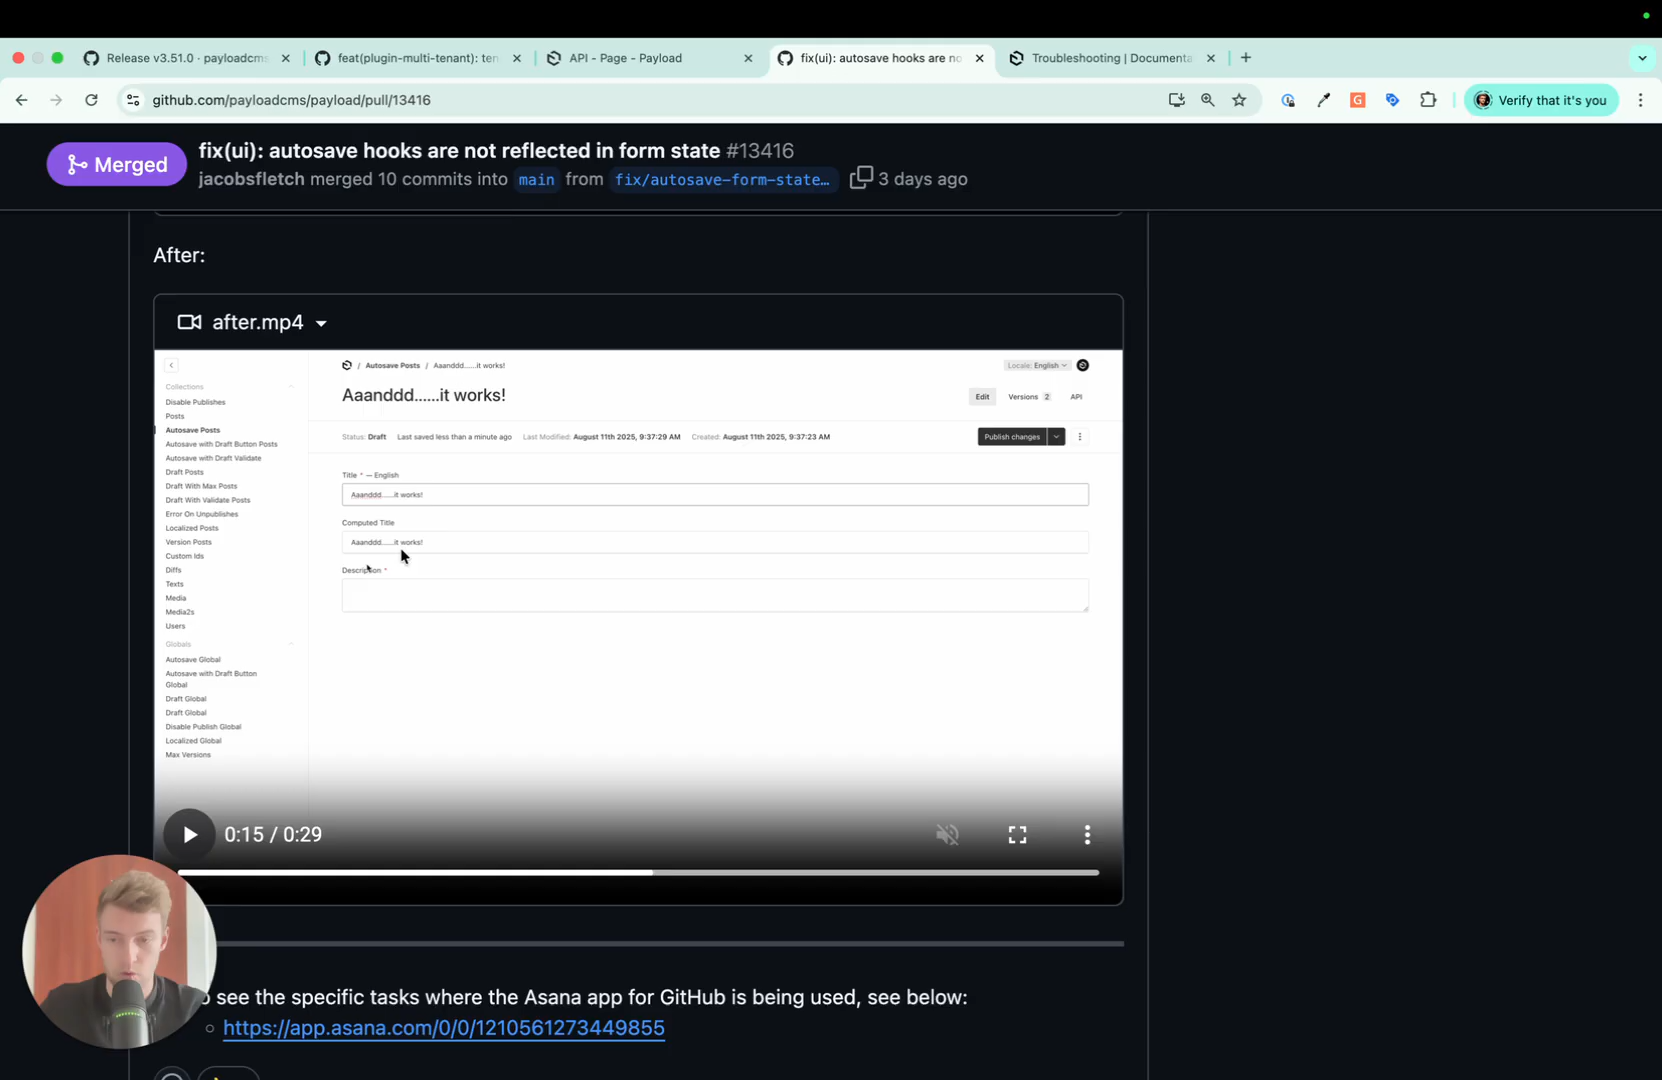 Release v3.51.0 · payloadcms
feat(plugin-multi-tenant): ten
API - Page - Payload
fix(ui): autosave hooks are no
Troubleshooting | Documenta
github.com/payloadcms/payload/pull/13416
Verify that it's you
Merged
fix(ui): autosave hooks are not reflected in form state #13416
jacobsfletch merged 10 commits into main from fix/autosave-form-state… 3 days ago
After:
after.mp4
/ Autosave Posts / Aaanddd......it works!
Locale: English
Aaanddd......it works!
Edit
Versions 2
API
Status: Draft
Last saved less than a minute ago
Last Modified: August 11th 2025, 9:37:29 AM
Created: August 11th 2025, 9:37:23 AM
Publish changes
Collections
Disable Publishes
Posts
Autosave Posts
Autosave with Draft Button Posts
Autosave with Draft Validate
Draft Posts
Draft With Max Posts
Draft With Validate Posts
Error On Unpublishes
Localized Posts
Version Posts
Custom Ids
Diffs
Texts
Media
Media2s
Users
Globals
Autosave Global
Autosave with Draft Button
Global
Draft Global
Draft Global
Disable Publish Global
Localized Global
Max Versions
Title * — English
Aaanddd......it works!
Computed Title
Aaanddd......it works!
Description *
0:15 / 0:29
see the specific tasks where the Asana app for GitHub is being used, see below:
https://app.asana.com/0/0/1210561273449855